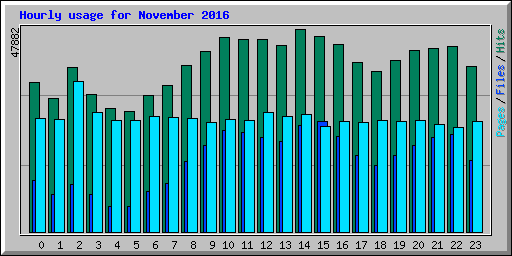 Hourly usage for November 2016
47882
Pages/Files/Hits
0 1 2 3 4 5 6 7 8 9 10 11 12 13 14 15 16 17 18 19 20 21 22 23